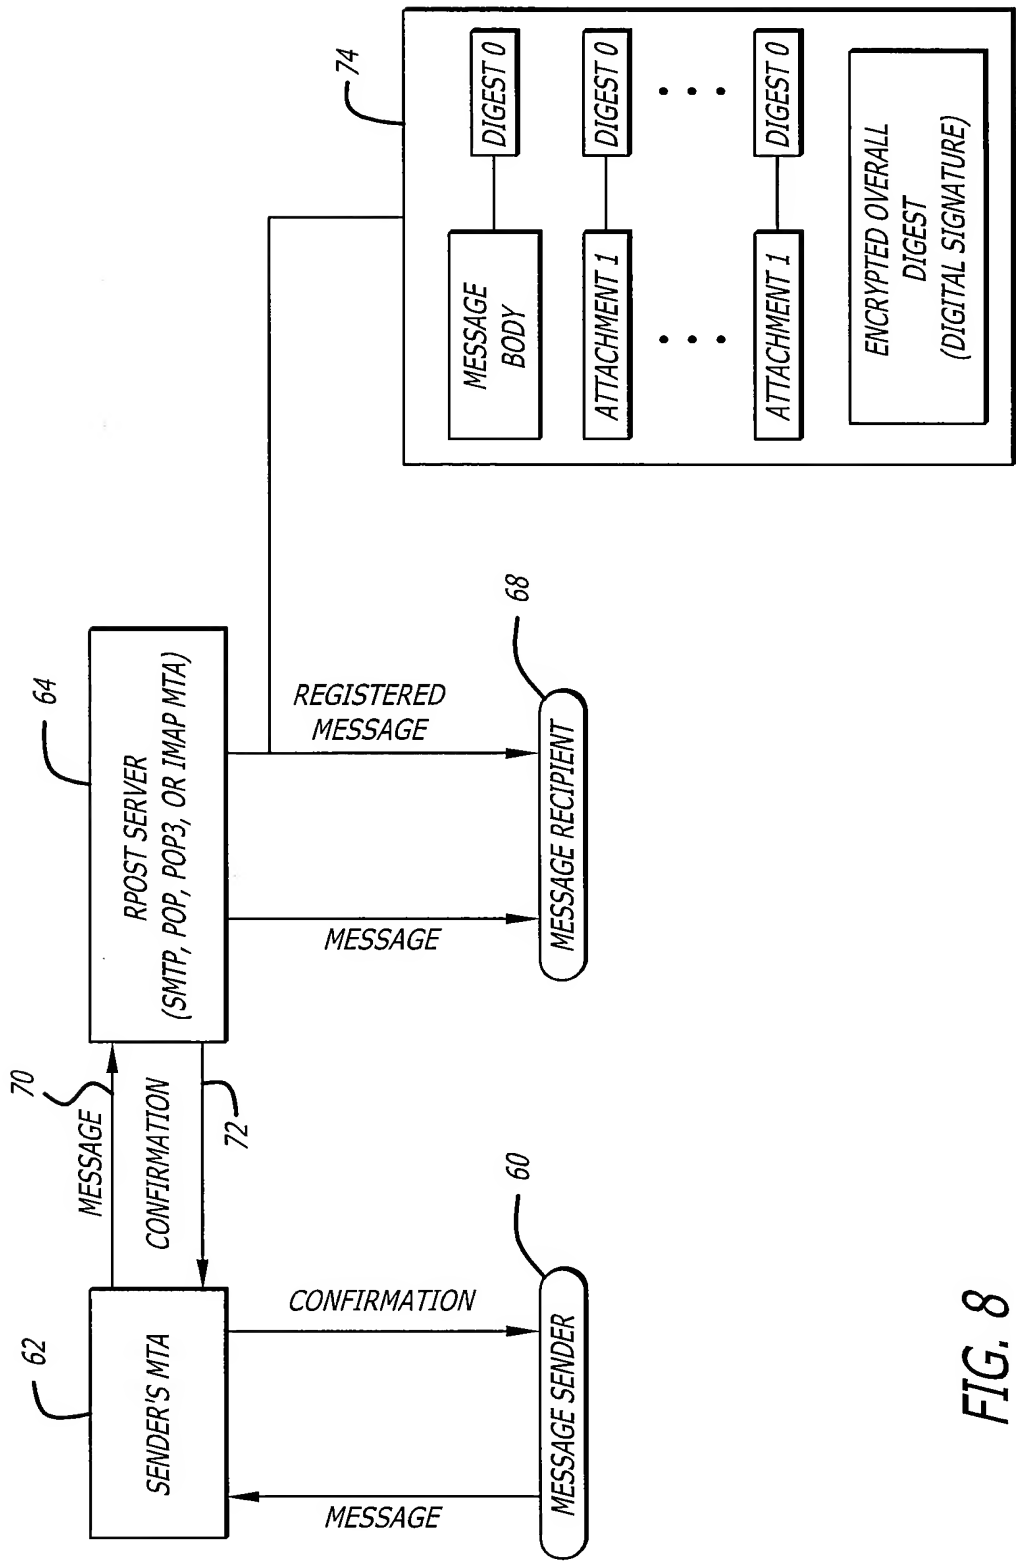 62
SENDER'S MTA
MESSAGE
CONFIRMATION
60
MESSAGE SENDER
70
MESSAGE
CONFIRMATION
72
64
RPOST SERVER
(SMTP, POP, POP3, OR IMAP MTA)
MESSAGE
REGISTERED
MESSAGE
68
MESSAGE RECIPIENT
74
MESSAGE
BODY
DIGEST 0
ATTACHMENT 1
DIGEST 0
ATTACHMENT 1
DIGEST 0
ENCRYPTED OVERALL
DIGEST
(DIGITAL SIGNATURE)
FIG. 8